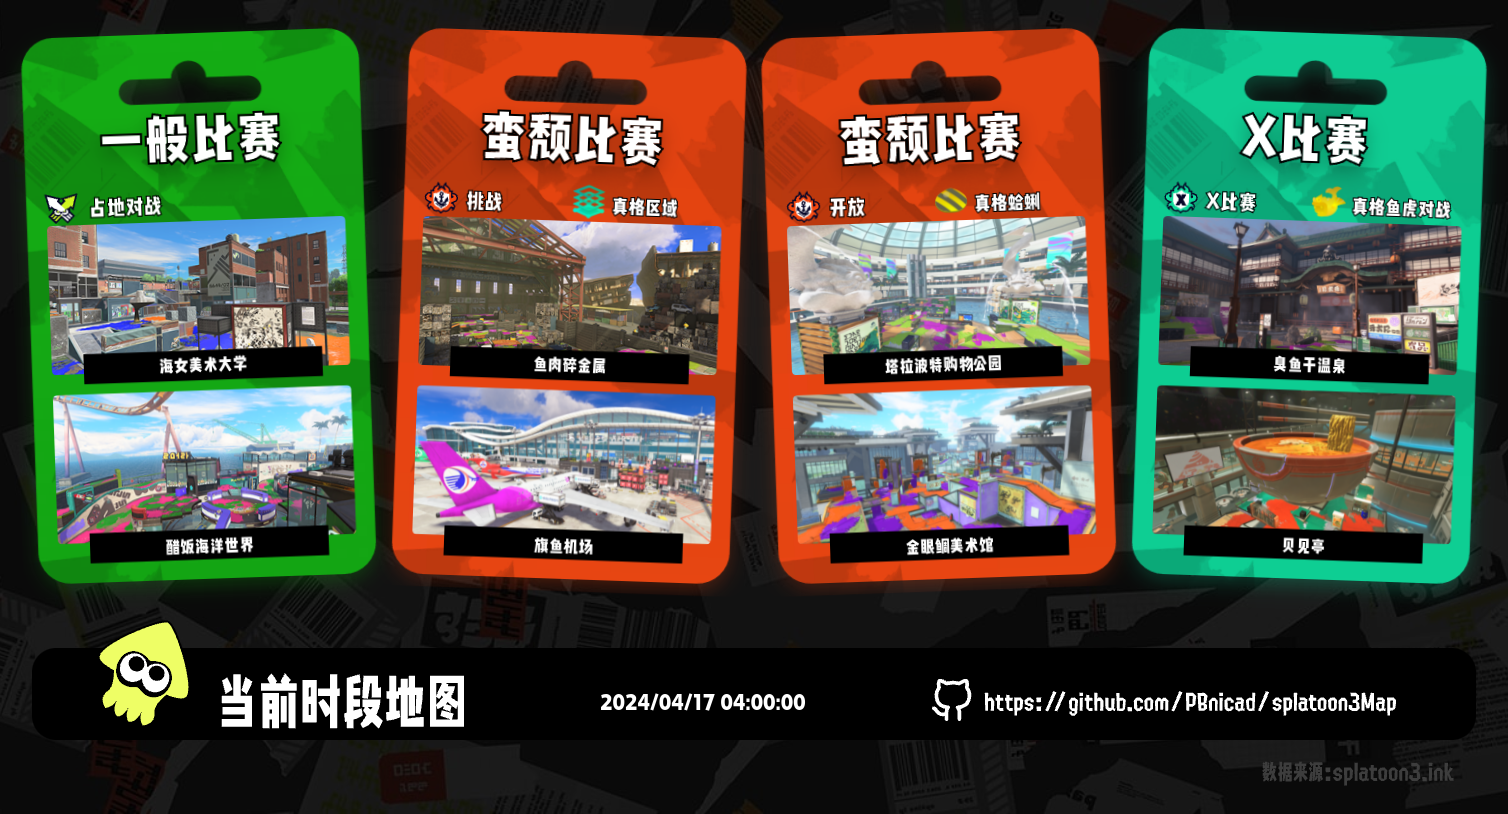 一般比赛
占地对战
海女美术大学
醋饭海洋世界
蛮颓比赛
挑战
真格区域
鱼肉碎金属
旗鱼机场
蛮颓比赛
开放
真格蛤蜊
塔拉波特购物公园
金眼鲷美术馆
X比赛
X比赛
真格鱼虎对战
臭鱼干温泉
贝见亭
当前时段地图
2024/04/17 04:00:00
https://github.com/PBnicad/splatoon3Map
数据来源:splatoon3.ink